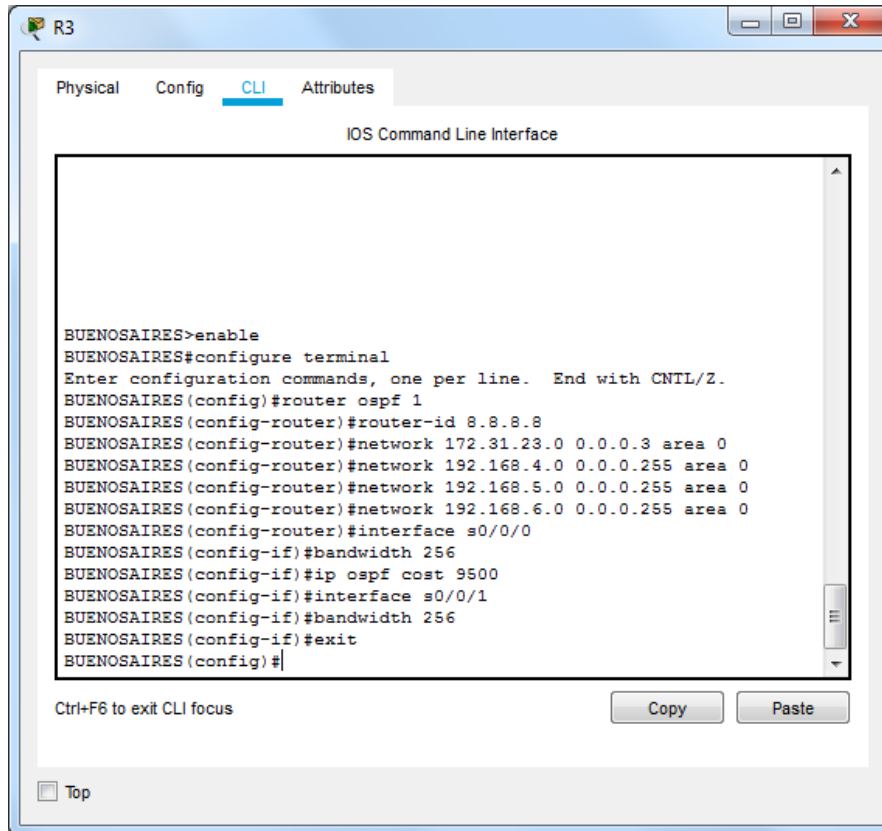 R3
Physical Config CLI Attributes
IOS Command Line Interface
BUENOSAIRES>enable
BUENOSAIRES#configure terminal
Enter configuration commands, one per line.  End with CNTL/Z.
BUENOSAIRES(config)#router ospf 1
BUENOSAIRES(config-router)#router-id 8.8.8.8
BUENOSAIRES(config-router)#network 172.31.23.0 0.0.0.3 area 0
BUENOSAIRES(config-router)#network 192.168.4.0 0.0.0.255 area 0
BUENOSAIRES(config-router)#network 192.168.5.0 0.0.0.255 area 0
BUENOSAIRES(config-router)#network 192.168.6.0 0.0.0.255 area 0
BUENOSAIRES(config-router)#interface s0/0/0
BUENOSAIRES(config-if)#bandwidth 256
BUENOSAIRES(config-if)#ip ospf cost 9500
BUENOSAIRES(config-if)#interface s0/0/1
BUENOSAIRES(config-if)#bandwidth 256
BUENOSAIRES(config-if)#exit
BUENOSAIRES(config)#
Ctrl+F6 to exit CLI focus Copy Paste
Top